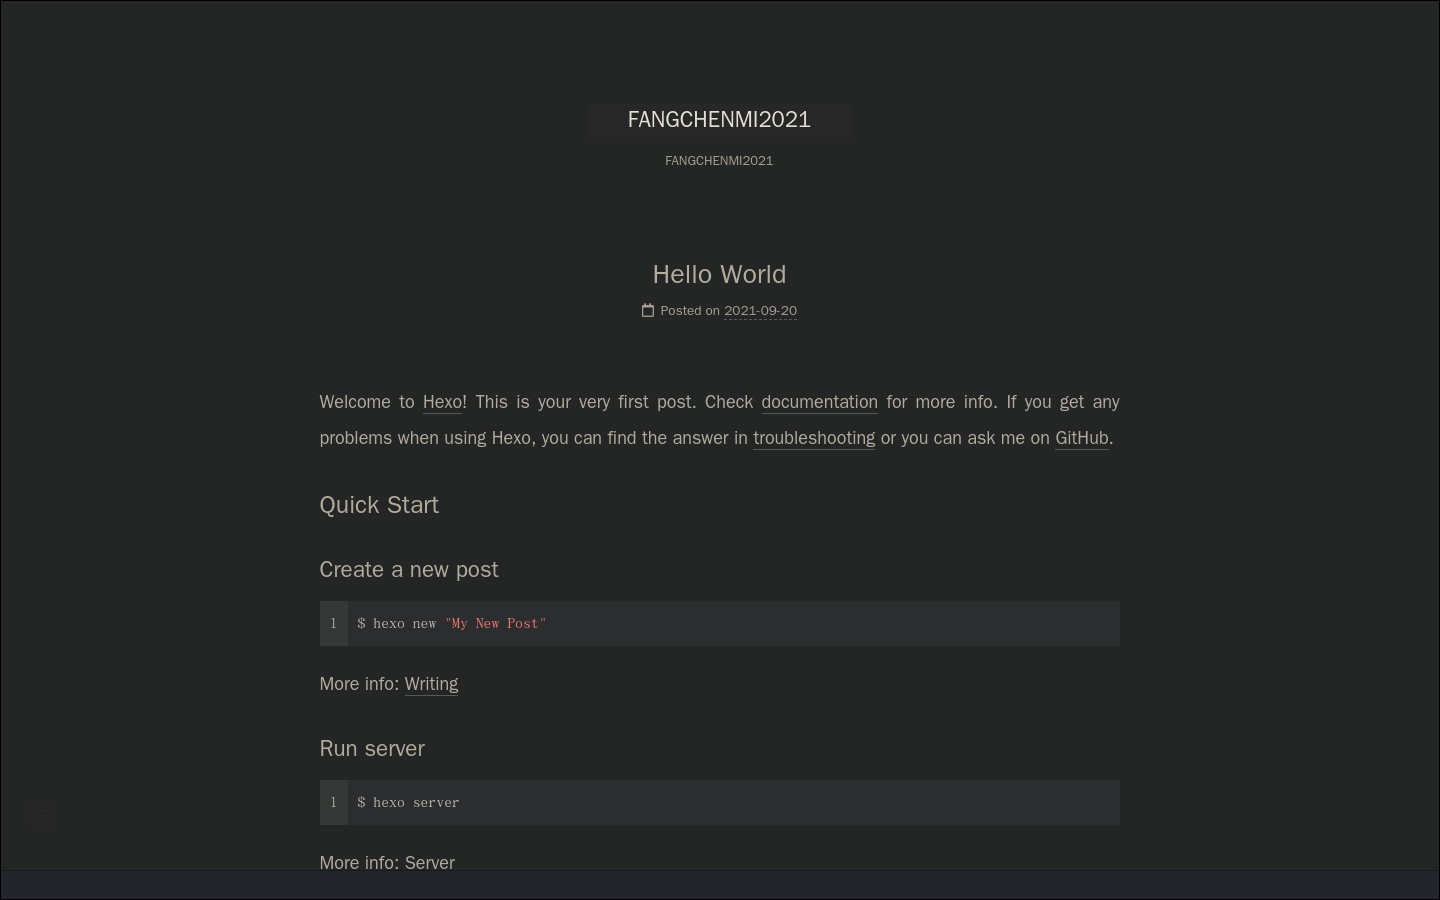 FANGCHENMI2021
FANGCHENMI2021
Hello World
Posted on 2021-09-20
Welcome to Hexo! This is your very first post. Check documentation for more info. If you get any
problems when using Hexo, you can find the answer in troubleshooting or you can ask me on GitHub.
Quick Start
Create a new post
1 $ hexo new "My New Post"
More info: Writing
Run server
1 $ hexo server
More info: Server